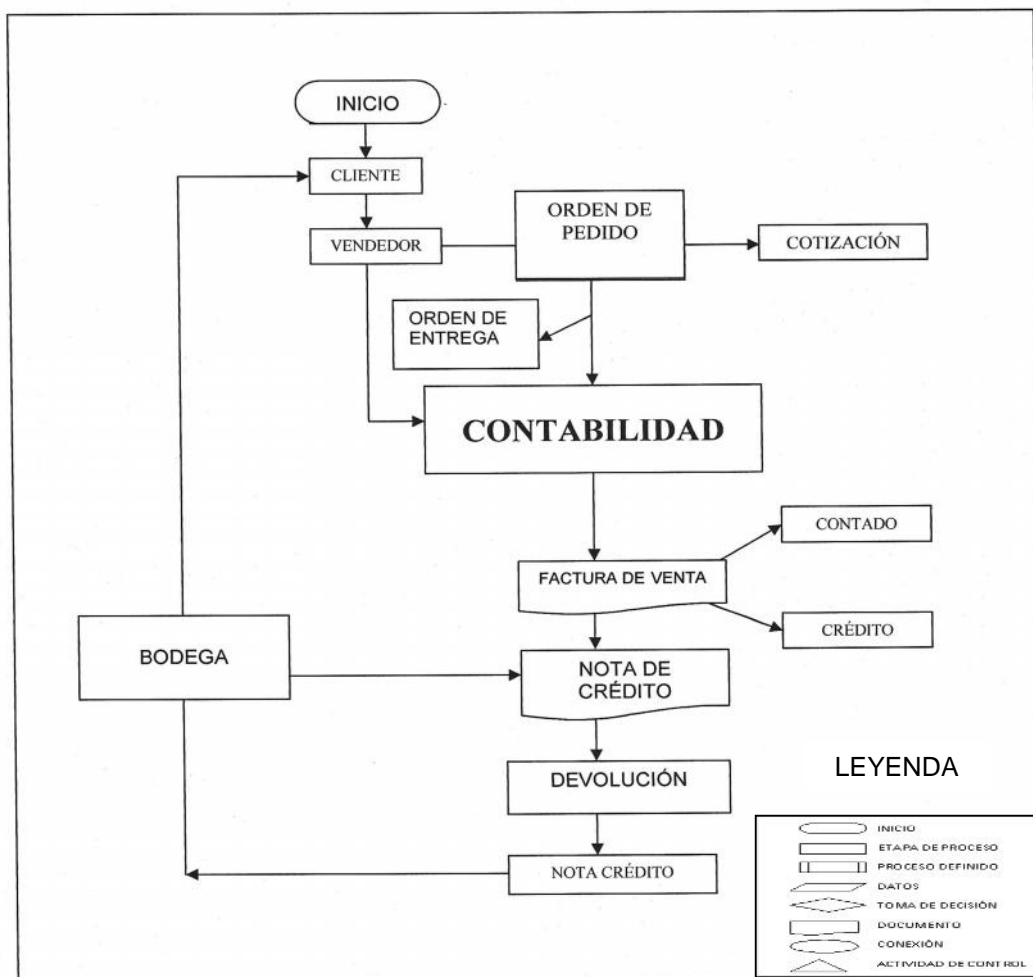 INICIO
CLIENTE
VENDEDOR
ORDEN DE
PEDIDO
COTIZACIÓN
ORDEN DE
ENTREGA
CONTABILIDAD
CONTADO
FACTURA DE VENTA
CRÉDITO
BODEGA
NOTA DE
CRÉDITO
DEVOLUCIÓN
NOTA CRÉDITO
LEYENDA
INICIO
ETAPA DE PROCESO
PROCESO DEFINIDO
DATOS
TOMA DE DECISIÓN
DOCUMENTO
CONEXIÓN
ACTIVIDAD DE CONTROL